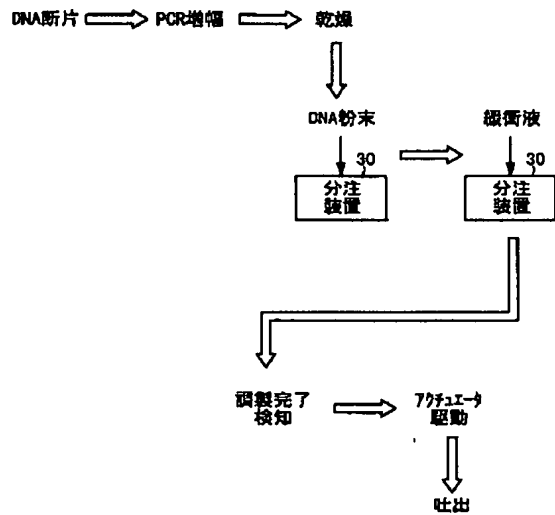 DNA断片
PCR増幅
乾燥
DNA粉末
緩衝液
30
30
分注
装置
分注
装置
調製完了
検知
アクチュエータ
駆動
吐出